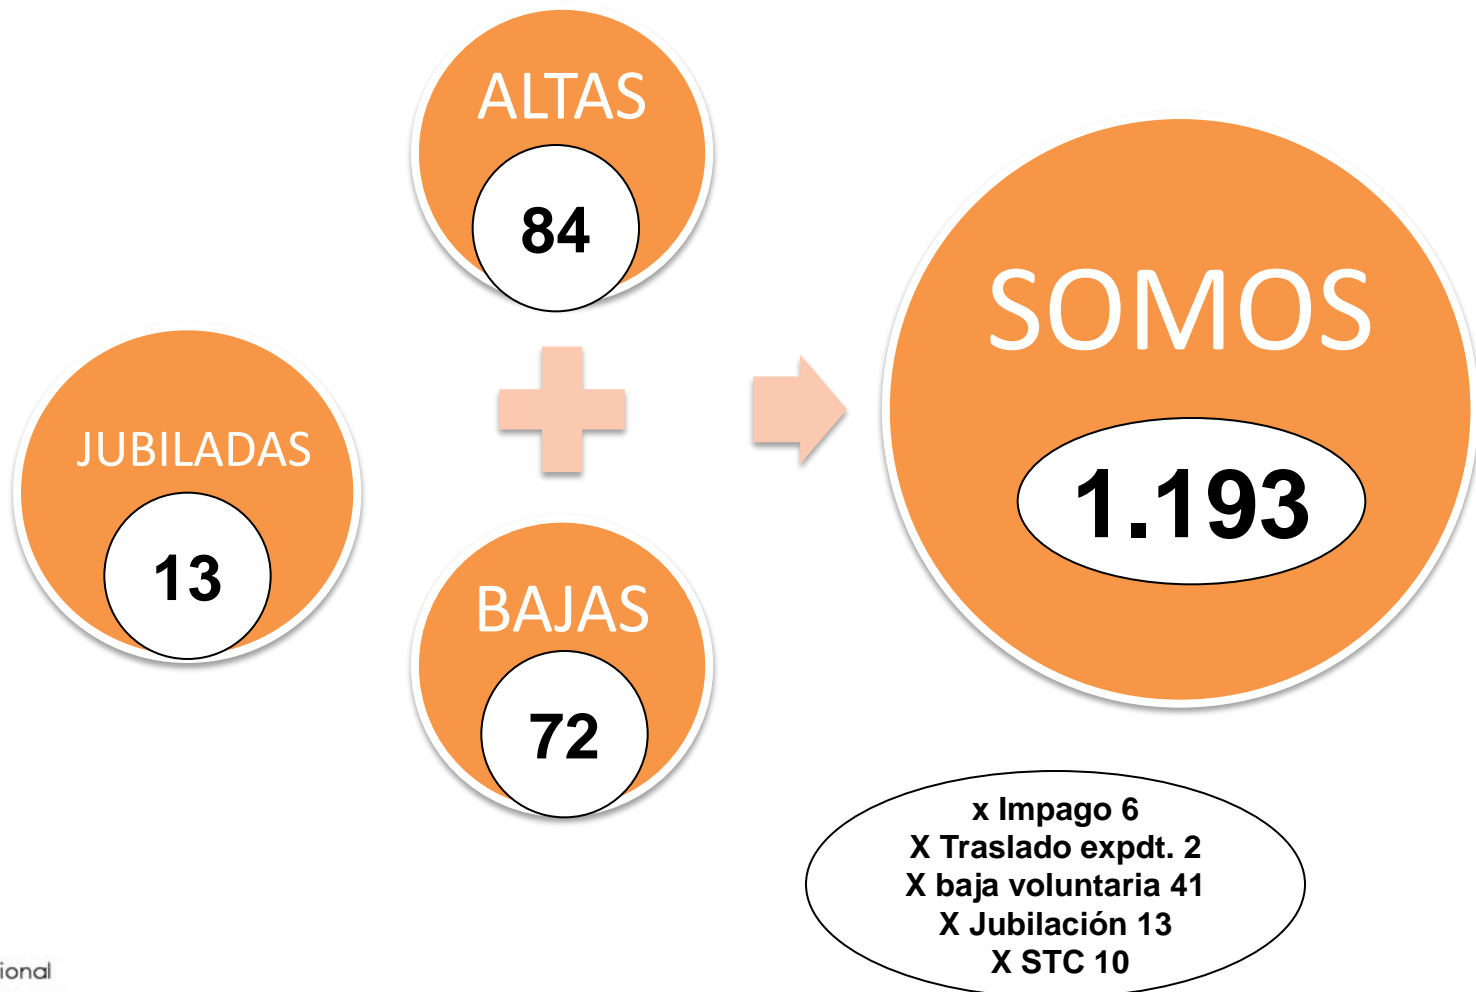 ALTAS
84
SOMOS
1.193
JUBILADAS
13
BAJAS
72
x Impago 6
X Traslado expdt. 2
X baja voluntaria 41
X Jubilación 13
X STC 10
ional